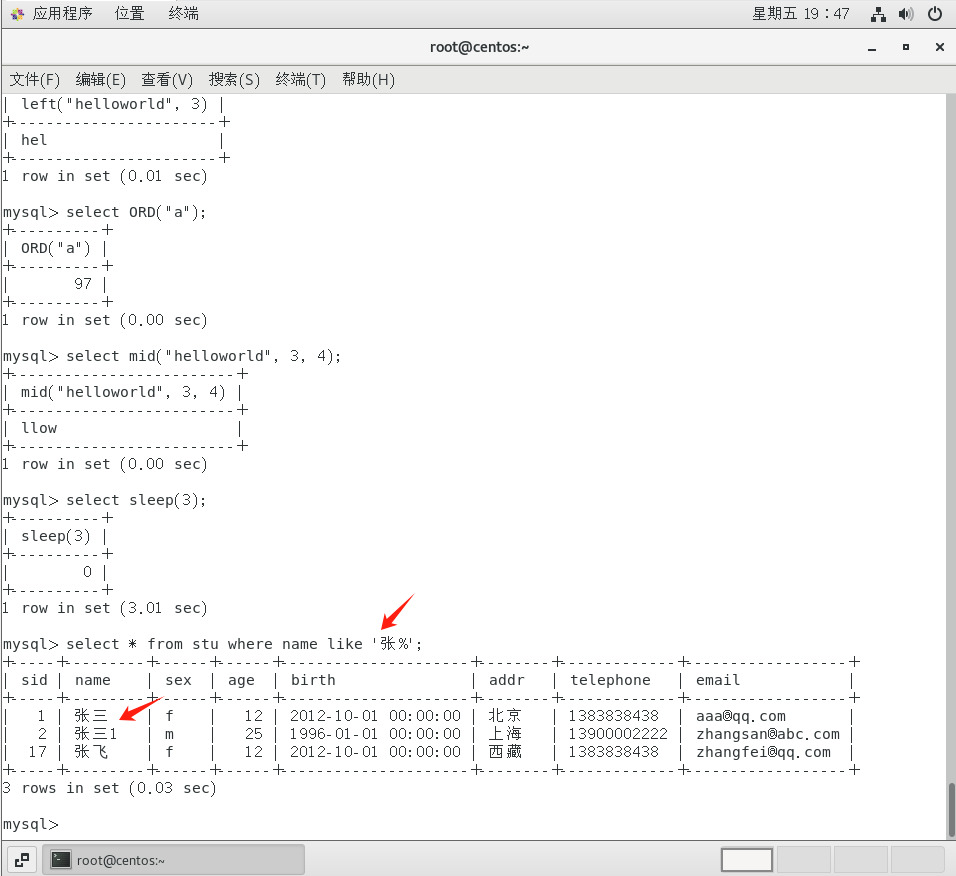 应用程序 位置 终端 星期五 19：47
root@centos:~
文件(F) 编辑(E) 查看(V) 搜索(S) 终端(T) 帮助(H)
| left("helloworld", 3) |
+-----------------------+
| hel                   |
+-----------------------+
1 row in set (0.01 sec)
mysql> select ORD("a");
+----------+
| ORD("a") |
+----------+
|       97 |
+----------+
1 row in set (0.00 sec)
mysql> select mid("helloworld", 3, 4);
+-------------------------+
| mid("helloworld", 3, 4) |
+-------------------------+
| llow                    |
+-------------------------+
1 row in set (0.00 sec)
mysql> select sleep(3);
+----------+
| sleep(3) |
+----------+
|        0 |
+----------+
1 row in set (3.01 sec)
mysql> select * from stu where name like '张%';
+-----+---------+------+------+---------------------+--------+-------------+------------------+
| sid | name    | sex  | age  | birth               | addr   | telephone   | email            |
+-----+---------+------+------+---------------------+--------+-------------+------------------+
|   1 | 张三    | f    |   12 | 2012-10-01 00:00:00 | 北京   | 1383838438  | aaa@qq.com       |
|   2 | 张三1   | m    |   25 | 1996-01-01 00:00:00 | 上海   | 13900002222 | zhangsan@abc.com |
|  17 | 张飞    | f    |   12 | 2012-10-01 00:00:00 | 西藏   | 1383838438  | zhangfei@qq.com  |
+-----+---------+------+------+---------------------+--------+-------------+------------------+
3 rows in set (0.03 sec)
mysql>
root@centos:~